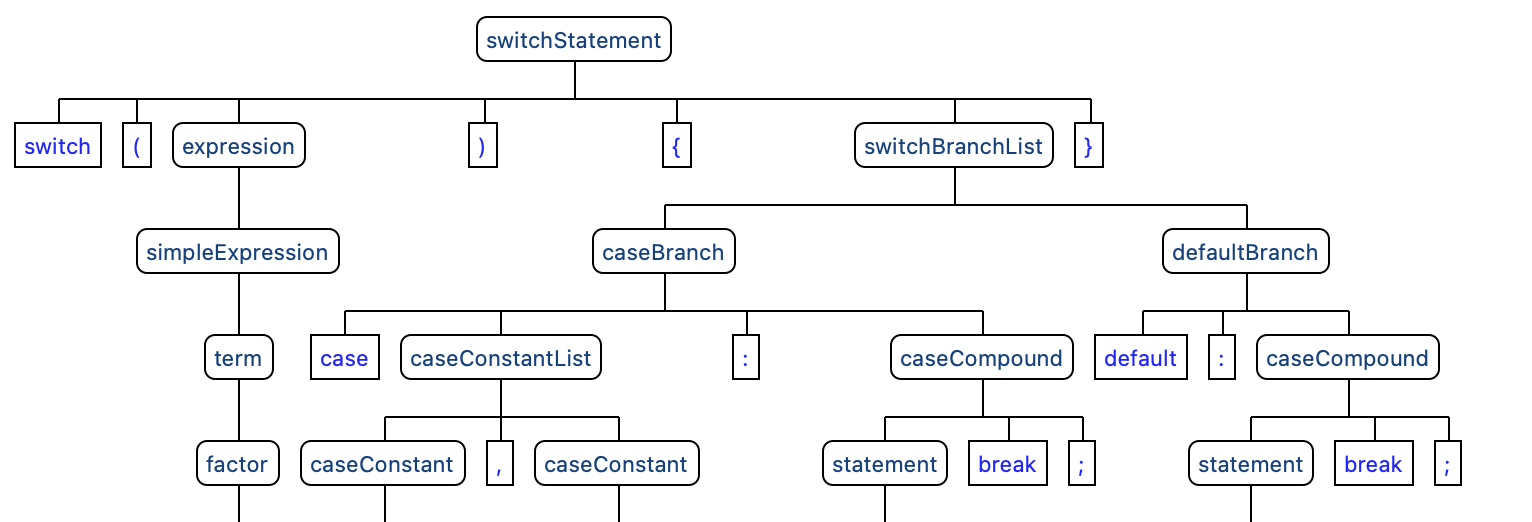 switchStatement
switch ( expression ) { switchBranchList }
simpleExpression caseBranch defaultBranch
term case caseConstantList : caseCompound default : caseCompound
factor caseConstant , caseConstant statement break ; statement break ;